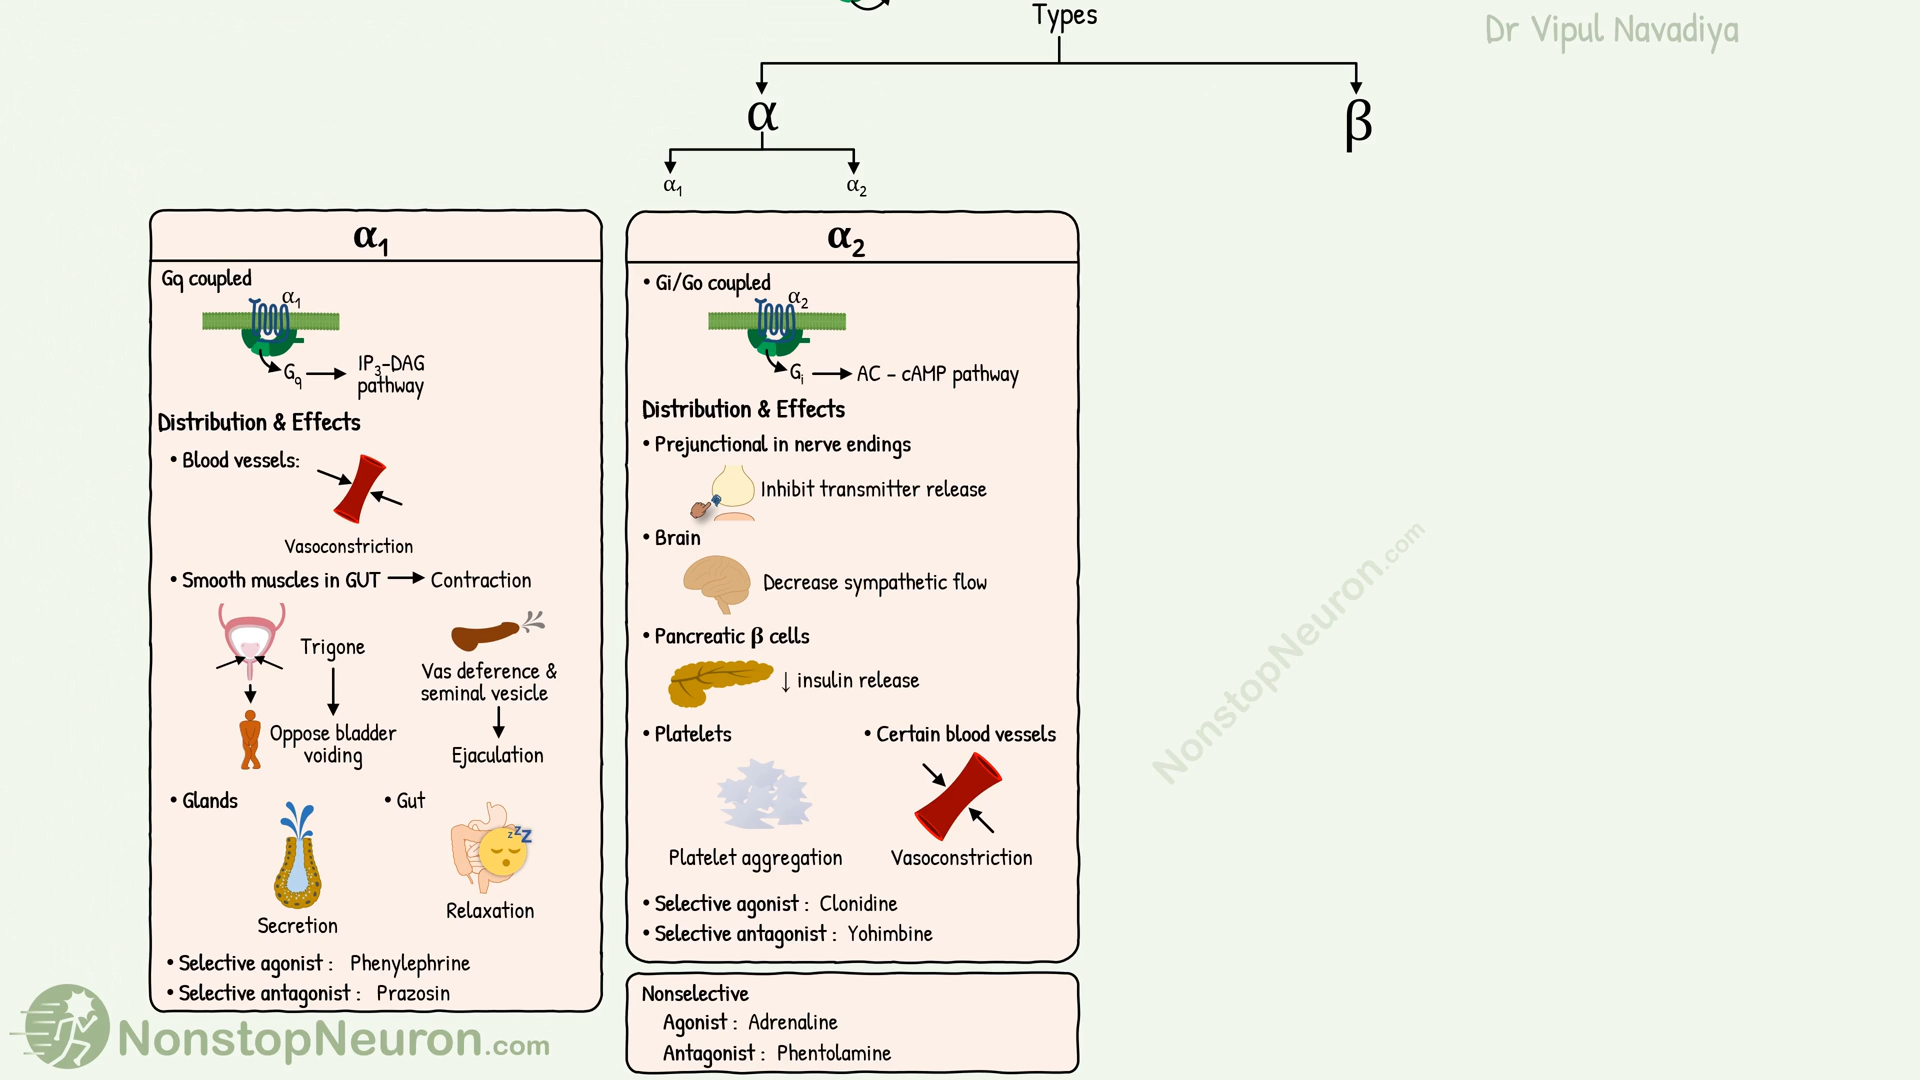 Types
Dr Vipul Navadiya
α
β
α1
α2
α1
Gq coupled
α1
Gq
IP3-DAG
pathway
Distribution & Effects
• Blood vessels:
Vasoconstriction
• Smooth muscles in GUT → Contraction
Trigone
Oppose bladder
voiding
Vas deference &
seminal vesicle
Ejaculation
• Glands
Secretion
• Gut
zzz
Relaxation
• Selective agonist : Phenylephrine
• Selective antagonist : Prazosin
α2
• Gi/Go coupled
α2
Gi → AC – cAMP pathway
Distribution & Effects
• Prejunctional in nerve endings
Inhibit transmitter release
• Brain
Decrease sympathetic flow
• Pancreatic β cells
↓ insulin release
• Platelets
Platelet aggregation
• Certain blood vessels
Vasoconstriction
• Selective agonist : Clonidine
• Selective antagonist : Yohimbine
Nonselective
Agonist : Adrenaline
Antagonist : Phentolamine
NonstopNeuron.com
NonstopNeuron.com